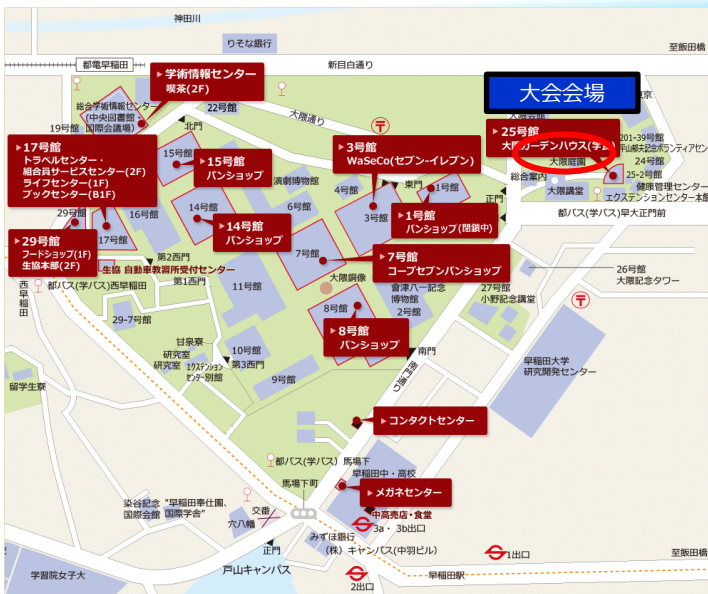 神田川
りそな銀行
至飯田橋
都電早稲田
新目白通り
学術情報センター
喫茶(2F)
大会会場
総合学術情報センター
(中央図書館
国際会議場)
19号館
22号館
大隈通り
北門
25号館
大隈ガーデンハウス(学食)
大隈庭園
24号館
25-2号館
健康管理センター
エクステンションセンター本館
17号館
トラベルセンター・
組合員サービスセンター(2F)
ライフセンター(1F)
ブックセンター(B1F)
15号館
15号館
パンショップ
演劇博物館
3号館
WaSeCo(セブン-イレブン)
4号館
東門
1号館
正門
総合案内
大隈講堂
都バス(学バス)早大正門前
6号館
3号館
1号館
パンショップ(閉鎖中)
14号館
14号館
パンショップ
16号館
29号館
17号館
29号館
フードショップ(1F)
生協本部(2F)
第2西門
生協 自動車教習所受付センター
都バス(学バス)西早稲田
第1西門
西早稲田
7号館
7号館
コープセブンパンショップ
大隈銅像
26号館
大隈記念タワー
27号館
小野記念講堂
會津八一記念
博物館
2号館
11号館
8号館
8号館
パンショップ
29-7号館
甘泉寮
研究室
研究室
エクステンション
センター別館
10号館
第3西門
9号館
南門
南門通り
早稲田大学
研究開発センター
留学生寮
コンタクトセンター
都バス(学バス) 馬場下
早稲田中・高校
馬場下町
メガネセンター
染谷記念
国際会館
"早稲田奉仕園、
国際学舎"
交番
穴八幡
中高売店・食堂
3a・ 3b出口
みずほ銀行
(株) キャンパス(中羽ビル)
正門
戸山キャンパス
学習院女子大
1出口
至飯田橋
早稲田駅
2出口